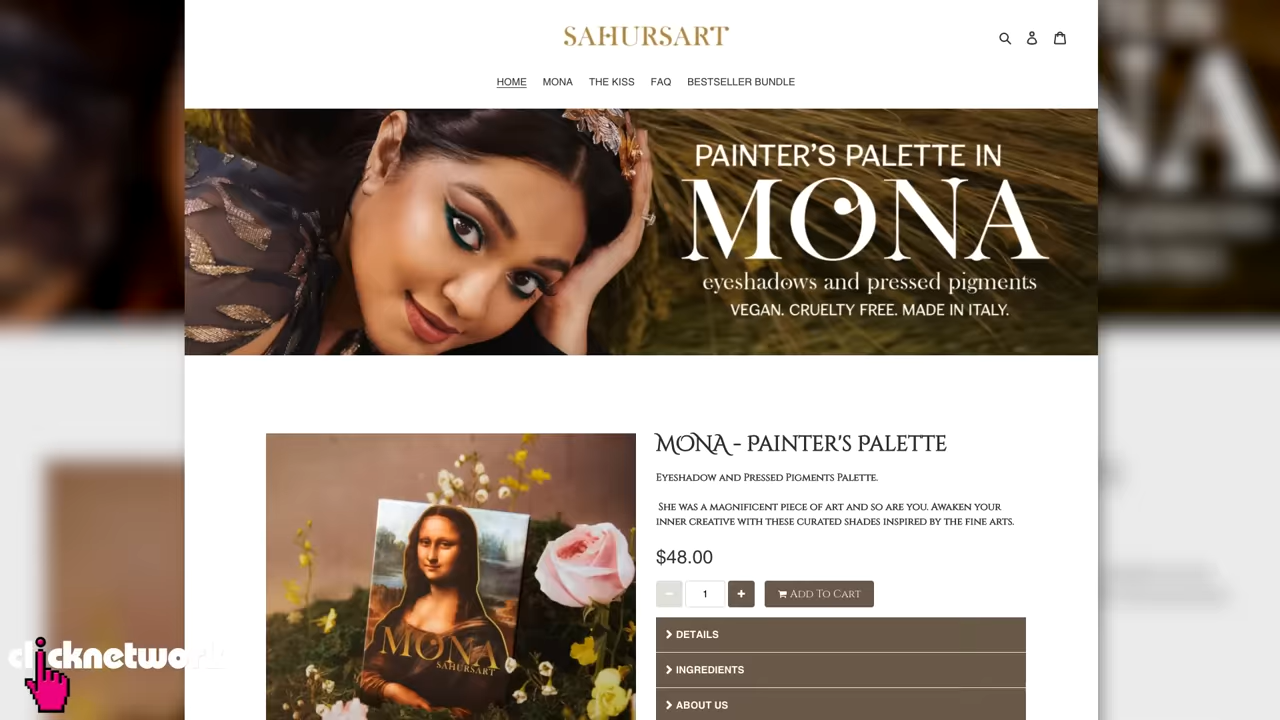 SAHURSART
HOME MONA THE KISS FAQ BESTSELLER BUNDLE
PAINTER'S PALETTE IN
MONA
eyeshadows and pressed pigments
VEGAN. CRUELTY FREE. MADE IN ITALY.
MONA - PAINTER'S PALETTE
EYESHADOW AND PRESSED PIGMENTS PALETTE.
SHE WAS A MAGNIFICENT PIECE OF ART AND SO ARE YOU. AWAKEN YOUR
INNER CREATIVE WITH THESE CURATED SHADES INSPIRED BY THE FINE ARTS.
$48.00
− 1 + ADD TO CART
DETAILS
INGREDIENTS
ABOUT US
MONA
SAHURSART
clicknetwork